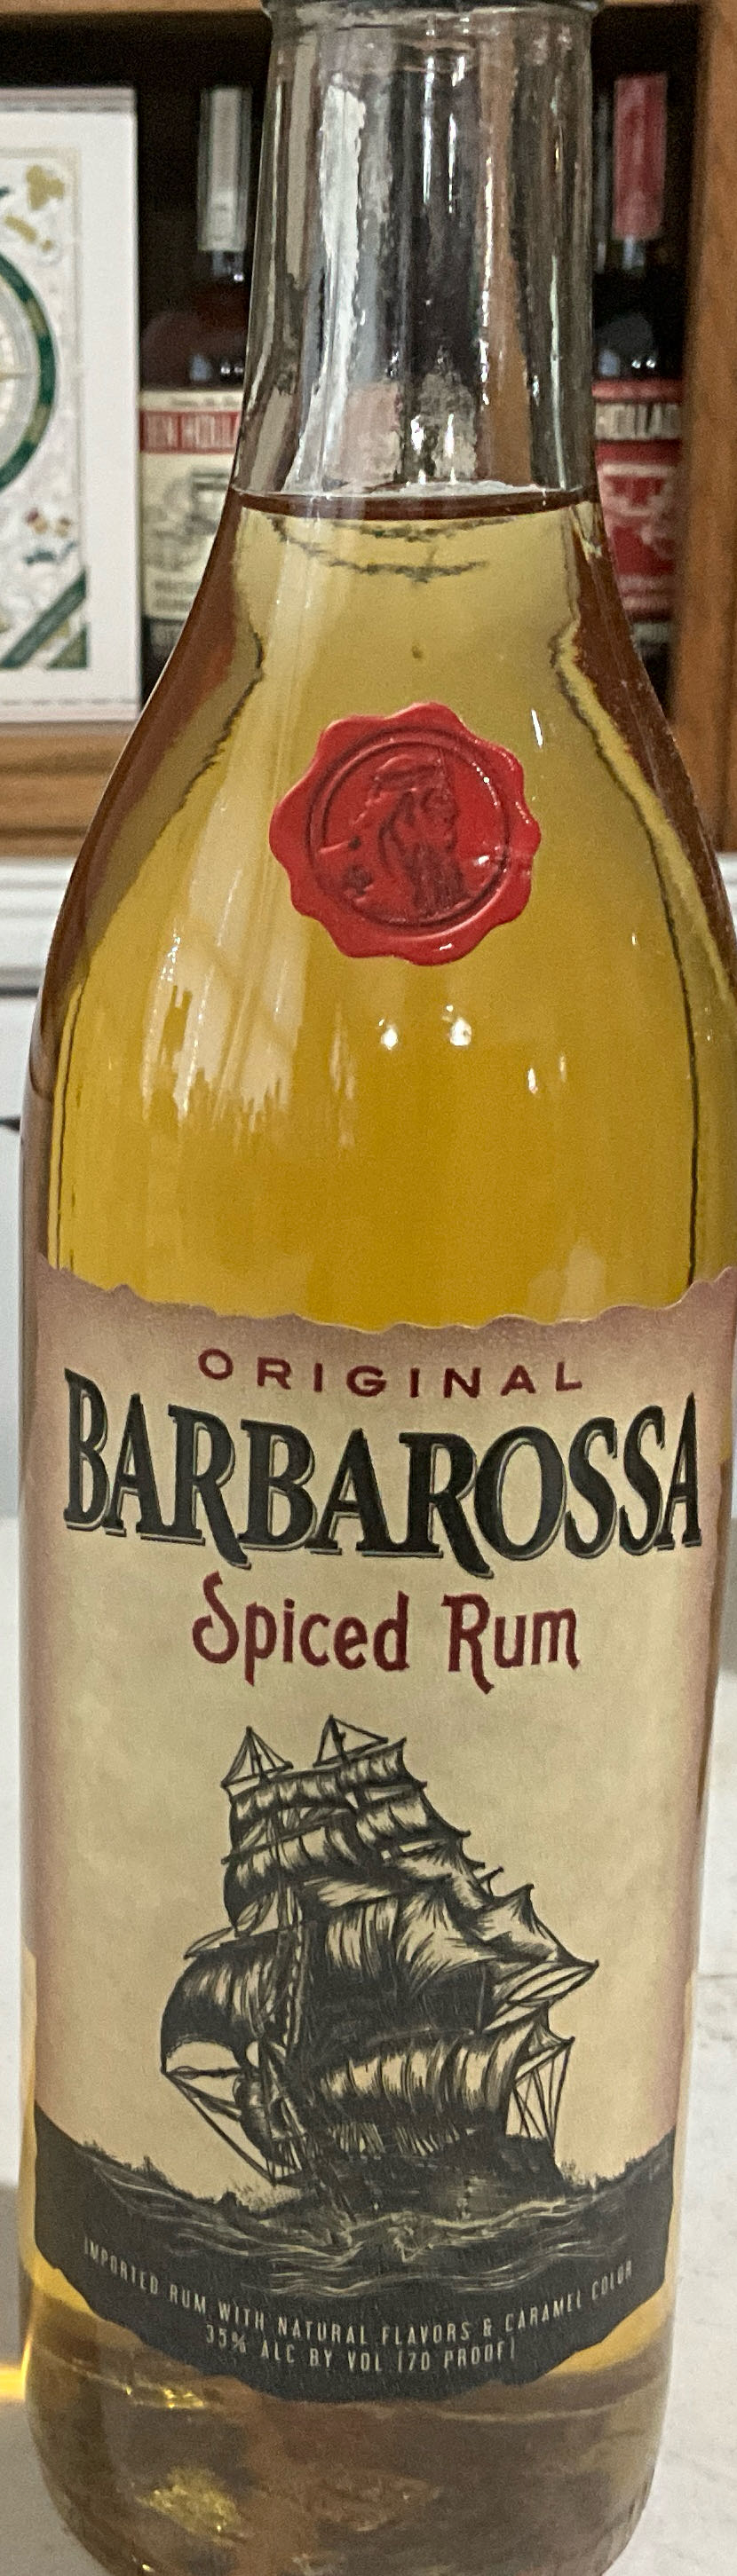 ORIGINAL
BARBAROSSA
Spiced Rum
IMPORTED RUM WITH NATURAL FLAVORS & CARAMEL COLOR
35% ALC BY VOL (70 PROOF)